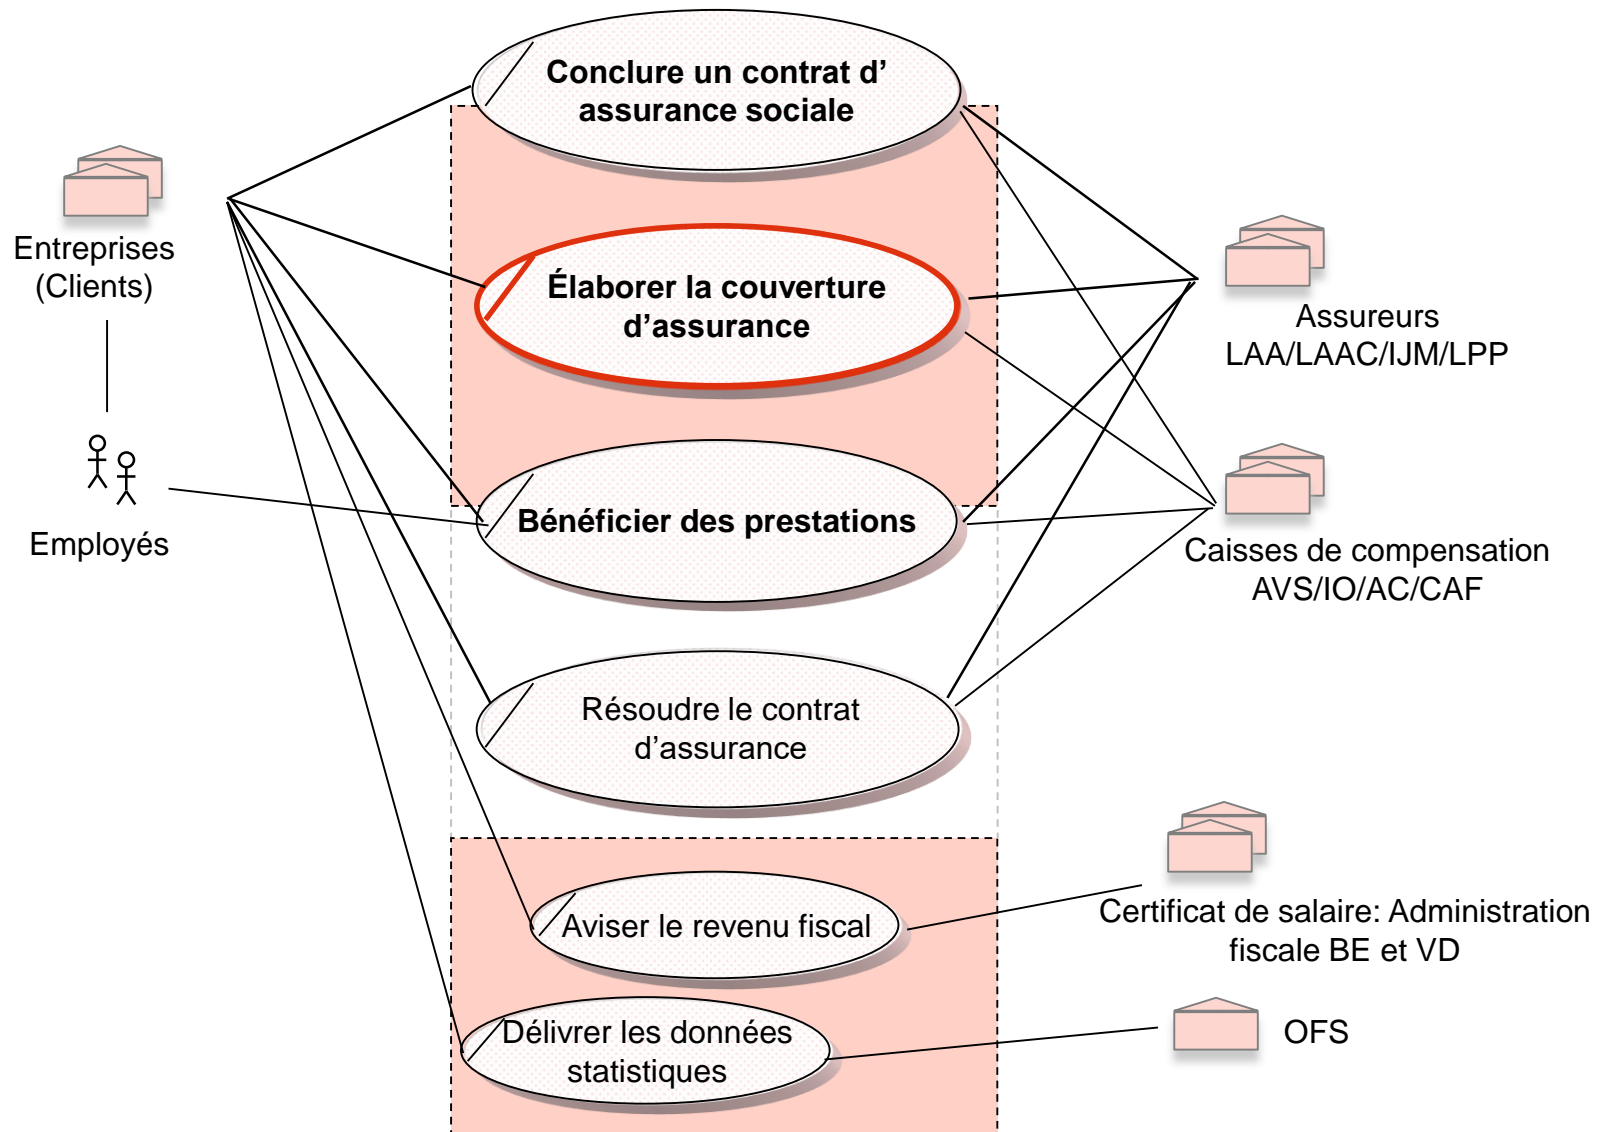 Conclure un contrat d’
assurance sociale
Entreprises
(Clients)
Élaborer la couverture
d’assurance
Assureurs
LAA/LAAC/IJM/LPP
Employés
Bénéficier des prestations
Caisses de compensation
AVS/IO/AC/CAF
Résoudre le contrat
d’assurance
Aviser le revenu fiscal
Certificat de salaire: Administration
fiscale BE et VD
Délivrer les données
statistiques
OFS